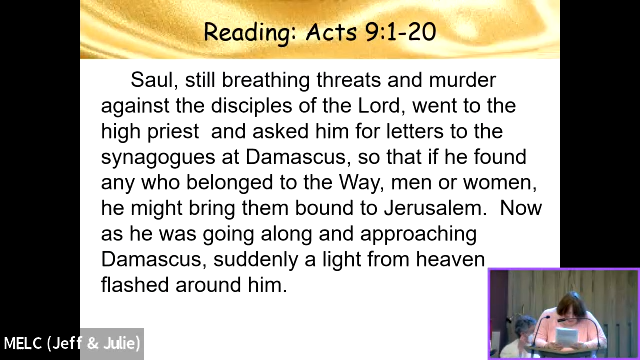 Reading: Acts 9:1-20
Saul, still breathing threats and murder
against the disciples of the Lord, went to the
high priest  and asked him for letters to the
synagogues at Damascus, so that if he found
any who belonged to the Way, men or women,
he might bring them bound to Jerusalem.  Now
as he was going along and approaching
Damascus, suddenly a light from heaven
flashed around him.
MELC (Jeff & Julie)